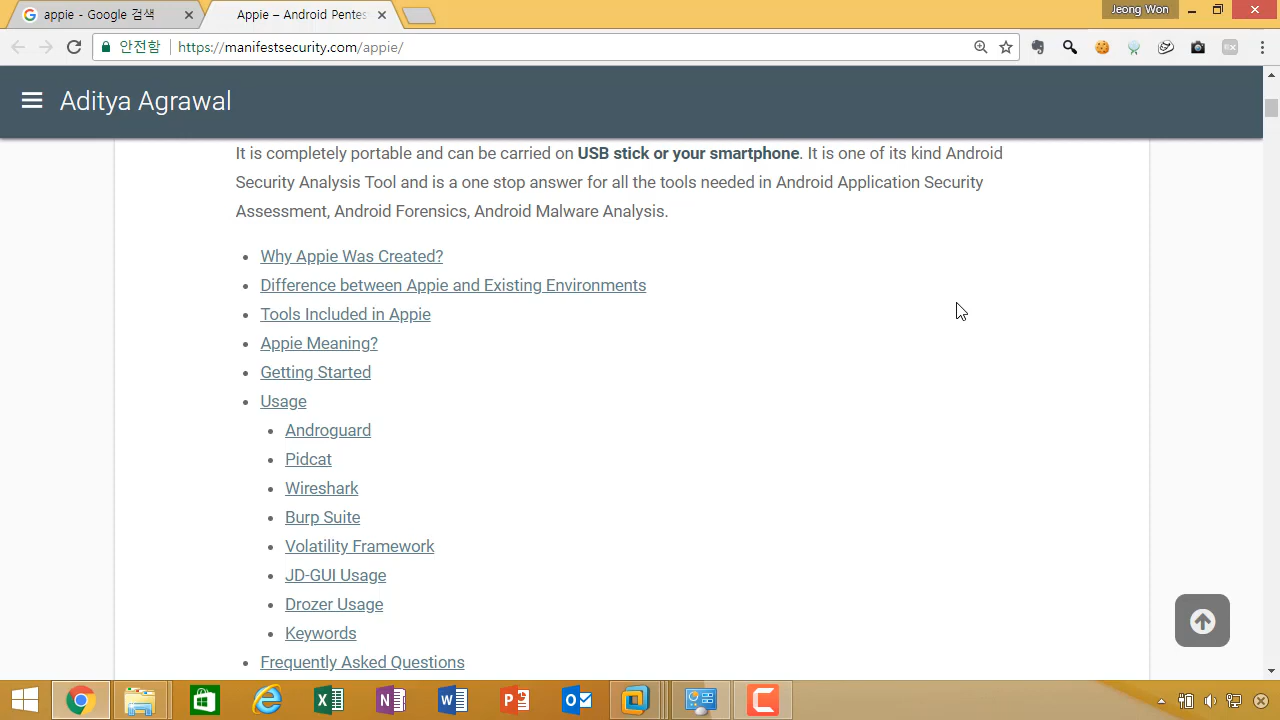 appie - Google 검색
Appie – Android Pentes
Jeong Won
안전함
https://manifestsecurity.com/appie/
Aditya Agrawal
It is completely portable and can be carried on USB stick or your smartphone. It is one of its kind Android
Security Analysis Tool and is a one stop answer for all the tools needed in Android Application Security
Assessment, Android Forensics, Android Malware Analysis.
Why Appie Was Created?
Difference between Appie and Existing Environments
Tools Included in Appie
Appie Meaning?
Getting Started
Usage
Androguard
Pidcat
Wireshark
Burp Suite
Volatility Framework
JD-GUI Usage
Drozer Usage
Keywords
Frequently Asked Questions